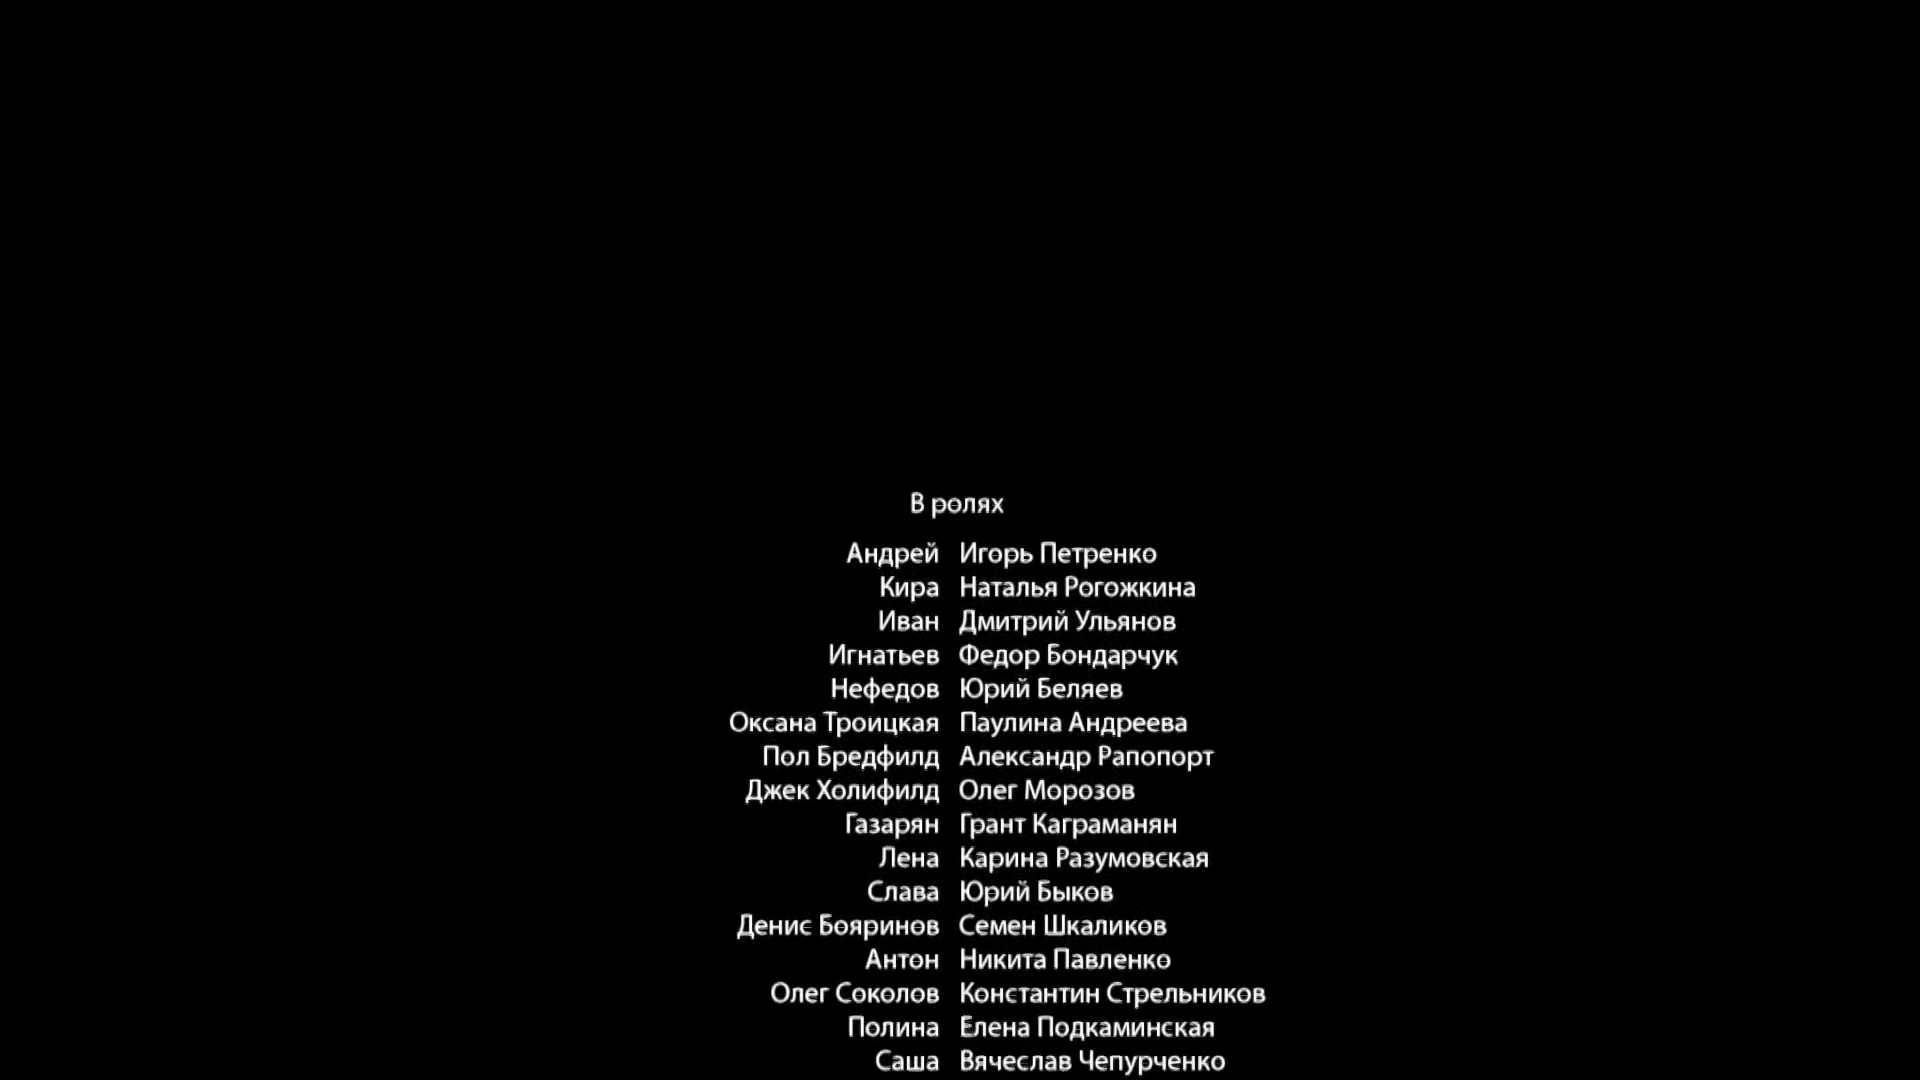 В ролях
Андрей Игорь Петренко
Кира Наталья Рогожкина
Иван Дмитрий Ульянов
Игнатьев Федор Бондарчук
Нефедов Юрий Беляев
Оксана Троицкая Паулина Андреева
Пол Бредфилд Александр Рапопорт
Джек Холифилд Олег Морозов
Газарян Грант Каграманян
Лена Карина Разумовская
Слава Юрий Быков
Денис Бояринов Семен Шкаликов
Антон Никита Павленко
Олег Соколов Константин Стрельников
Полина Елена Подкаминская
Саша Вячеслав Чепурченко